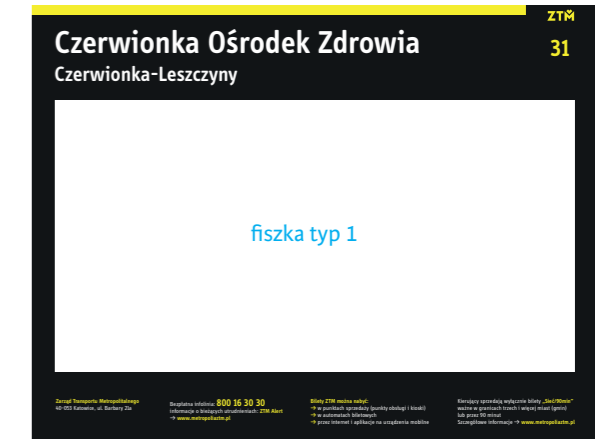 ZTM
Czerwionka Ośrodek Zdrowia
31
Czerwionka-Leszczyny
fiszka typ 1
Zarząd Transportu Metropolitalnego
40-053 Katowice, ul. Barbary 21a
Bezpłatna infolinia: 800 16 30 30
informacje o bieżących utrudnieniach: ZTM Alert
→ www.metropoliaztm.pl
Bilety ZTM można nabyć:
→ w punktach sprzedaży (punkty obsługi i kioski)
→ w automatach biletowych
→ przez internet i aplikacje na urządzenia mobilne
Kierujący sprzedają wyłącznie bilety „Sieć/90min”
ważne w granicach trzech i więcej miast (gmin)
lub przez 90 minut
Szczegółowe informacje → www.metropoliaztm.pl